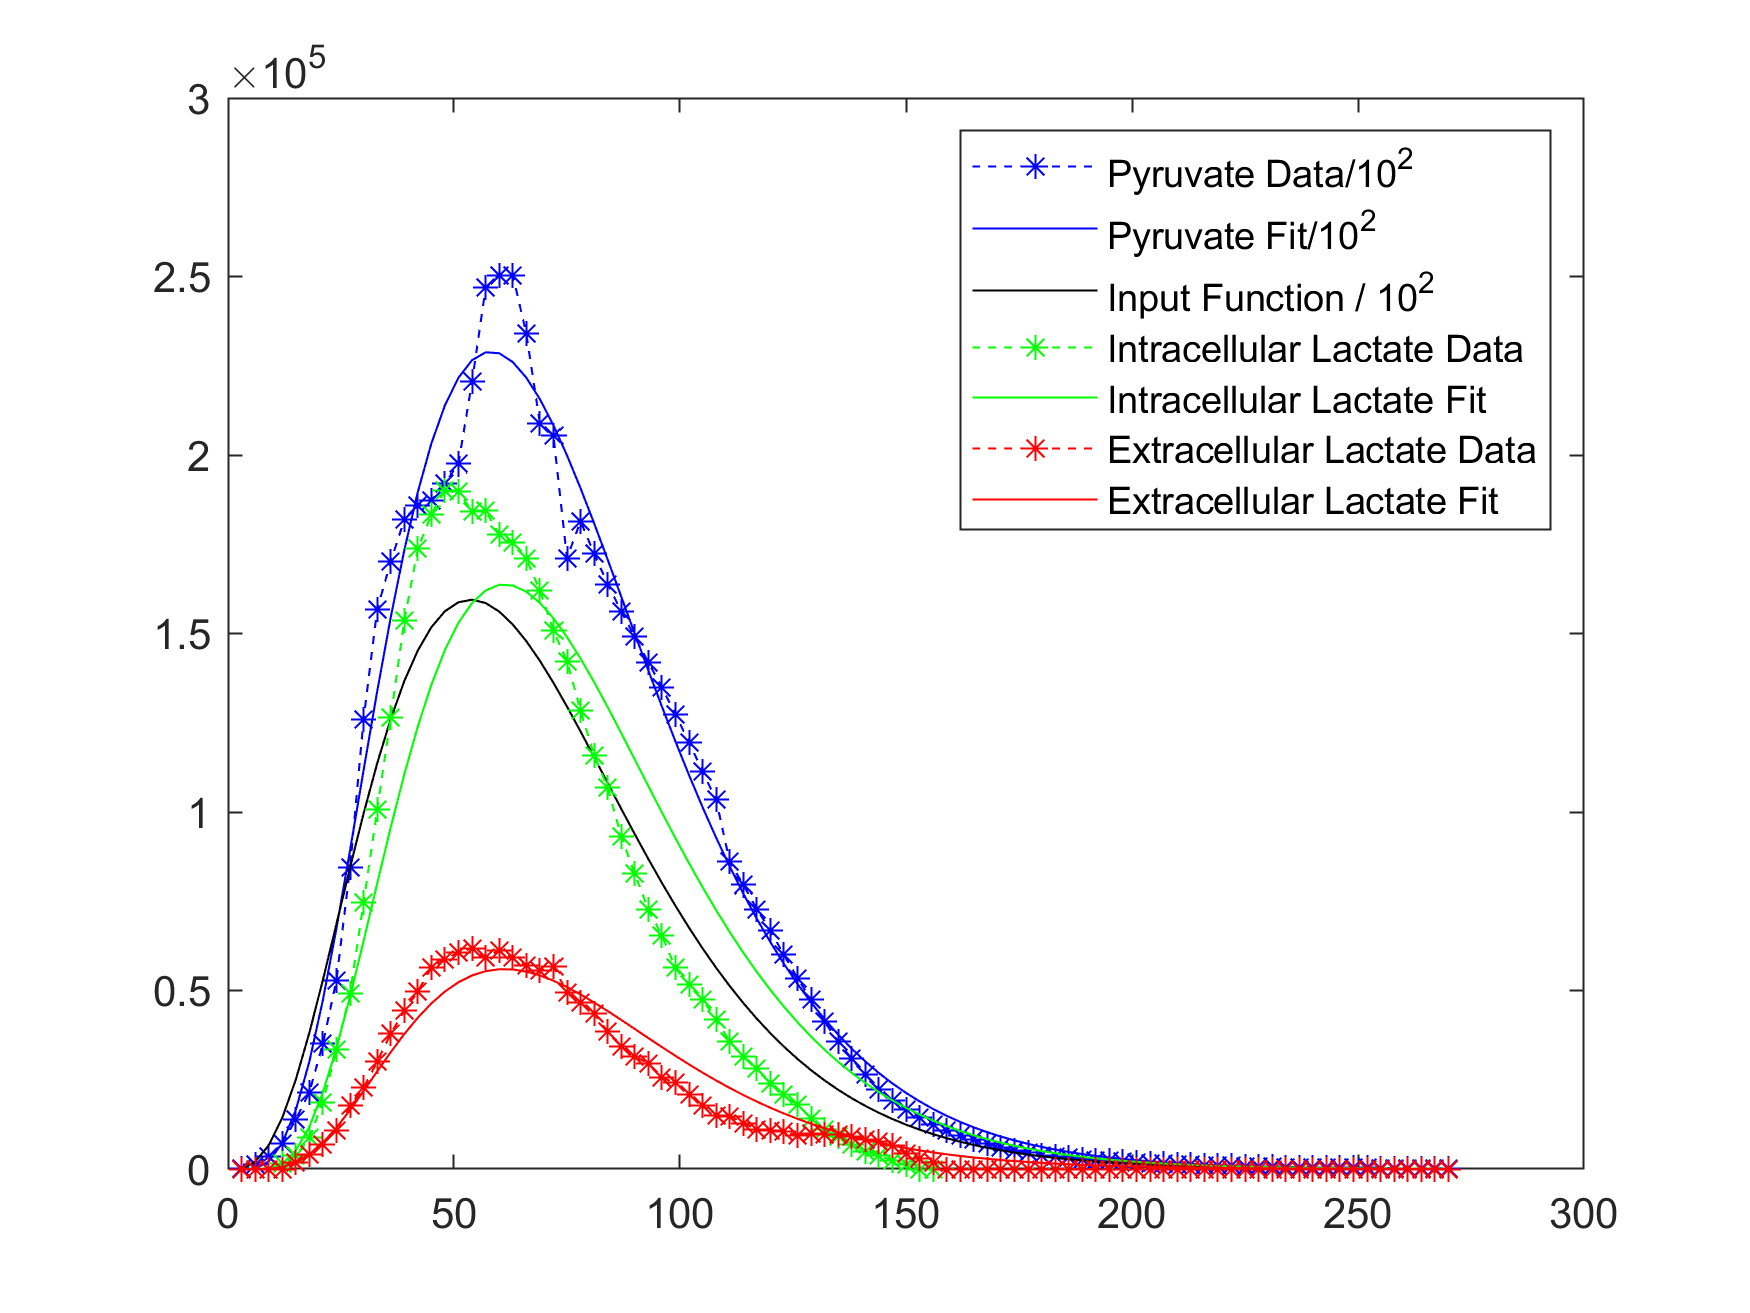 ×10^5
3
2.5
2
1.5
1
0.5
0
0 50 100 150 200 250 300
Pyruvate Data/10^2
Pyruvate Fit/10^2
Input Function / 10^2
Intracellular Lactate Data
Intracellular Lactate Fit
Extracellular Lactate Data
Extracellular Lactate Fit